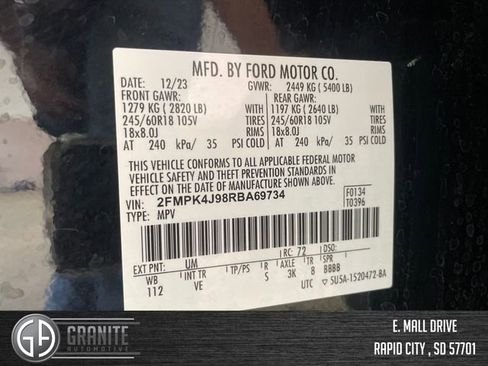 MFD. BY FORD MOTOR CO.
DATE: 12/23 GVWR: 2449 KG ( 5400 LB)
FRONT GAWR: REAR GAWR:
1279 KG ( 2820 LB) WITH 1197 KG ( 2640 LB) WITH
245/60R18 105V TIRES 245/60R18 105V TIRES
18x8.0J RIMS 18x8.0J RIMS
AT 240 kPa/ 35 PSI COLD AT 240 kPa/ 35 PSI COLD
THIS VEHICLE CONFORMS TO ALL APPLICABLE FEDERAL MOTOR
VEHICLE SAFETY AND THEFT PREVENTION STANDARDS IN
EFFECT ON THE DATE OF MANUFACTURE SHOWN ABOVE.
VIN: 2FMPK4J98RBA69734
TYPE: MPV
F0134
T0396
EXT PNT: UM RC: 72
WB INT TR TP/PS R AXLE TR SPR
112 VE S 3K 8 BBBB
UTC ▽ 5U5A-1520472-BA
GA GRANITE
AUTOMOTIVE
E. MALL DRIVE
RAPID CITY , SD 57701